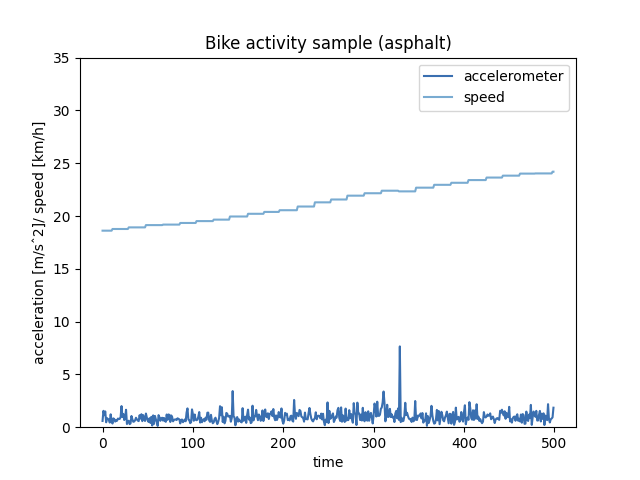 Bike activity sample (asphalt)
accelerometer
speed
35
30
25
20
15
10
5
0
acceleration [m/s^2]/ speed [km/h]
0 100 200 300 400 500
time